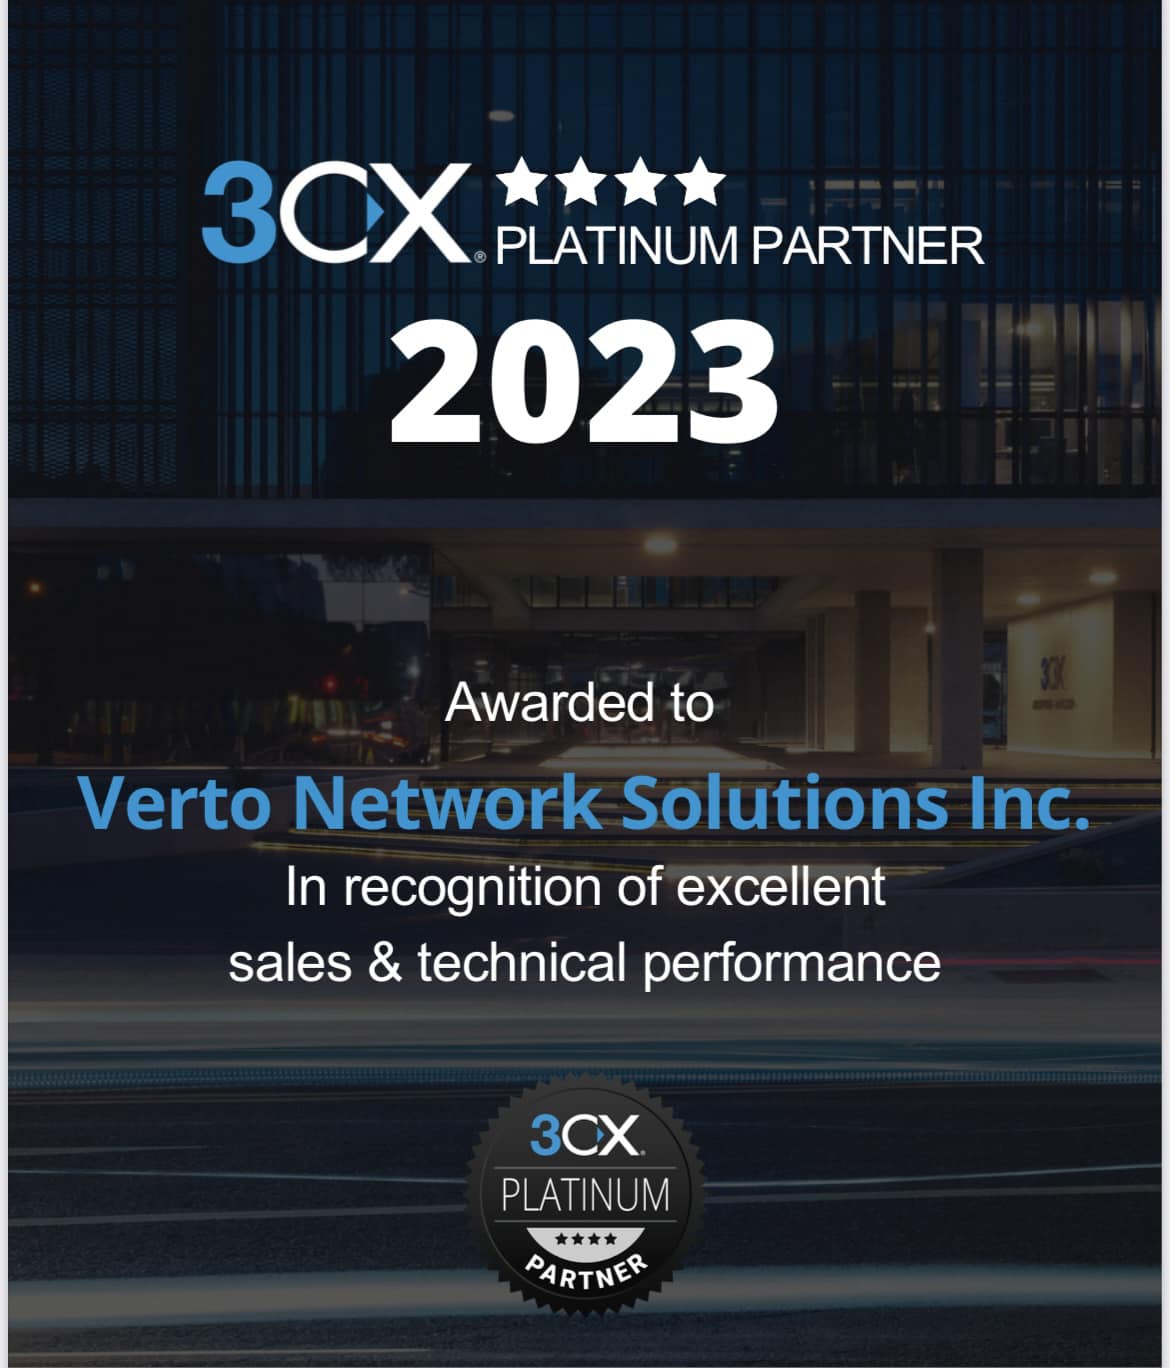 3CX® ★★★★
PLATINUM PARTNER
2023
Awarded to
Verto Network Solutions Inc.
In recognition of excellent
sales & technical performance
3CX
3CX®
PLATINUM
★★★★
PARTNER